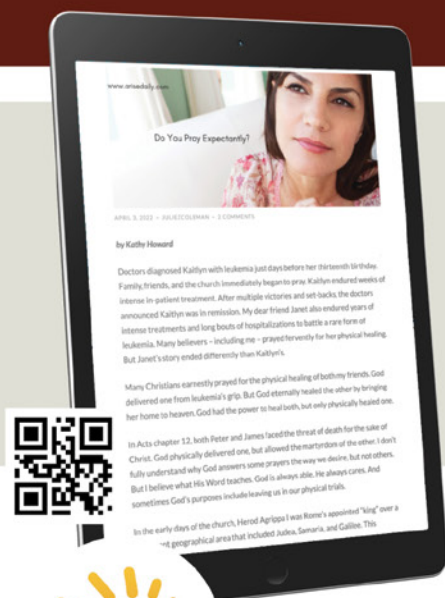 www.arisedaily.com
Do You Pray Expectantly?
APRIL 5, 2022 • JULIEZCOLEMAN • 2 COMMENTS
by Kathy Howard
Doctors diagnosed Kaitlyn with leukemia just days before her thirteenth birthday.
Family, friends, and the church immediately began to pray. Kaitlyn endured weeks of
intense in-patient treatment. After multiple victories and set-backs, the doctors
announced Kaitlyn was in remission. My dear friend Janet also endured years of
intense treatments and long bouts of hospitalizations to battle a rare form of
leukemia. Many believers – including me – prayed fervently for her physical healing.
But Janet's story ended differently than Kaitlyn's.
Many Christians earnestly prayed for the physical healing of both my friends. God
delivered one from leukemia's grip. But God eternally healed the other by bringing
her home to heaven. God had the power to heal both, but only physically healed one.
In Acts chapter 12, both Peter and James faced the threat of death for the sake of
Christ. God physically delivered one, but allowed the martyrdom of the other. I don't
fully understand why God answers some prayers the way we desire, but not others.
But I believe what His Word teaches. God is always able. He always cares. And
sometimes God's purposes include leaving us in our physical trials.
In the early days of the church, Herod Agrippa I was Rome's appointed "king" over a
geographical area that included Judea, Samaria, and Galilee. This